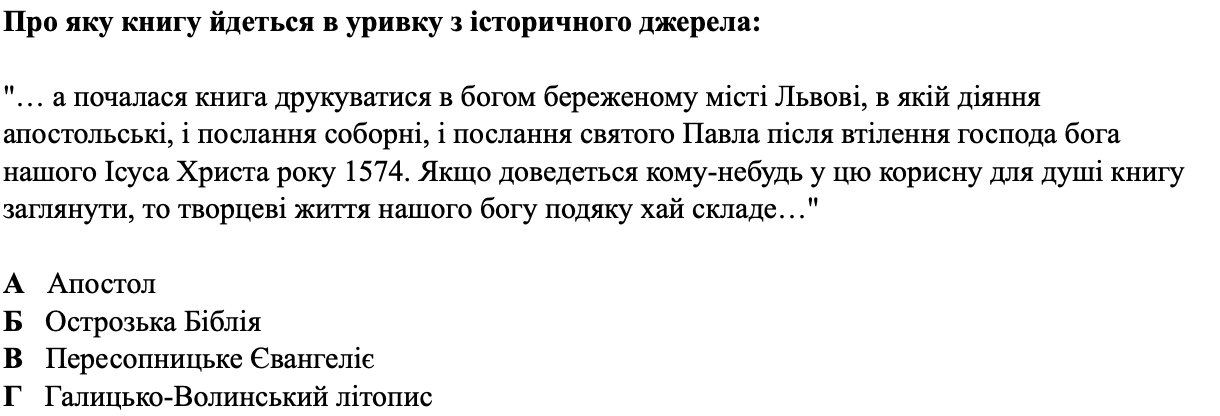 Про яку книгу йдеться в уривку з історичного джерела:
"… а почалася книга друкуватися в богом береженому місті Львові, в якій діяння
апостольські, і послання соборні, і послання святого Павла після втілення господа бога
нашого Ісуса Христа року 1574. Якщо доведеться кому-небудь у цю корисну для душі книгу
заглянути, то творцеві життя нашого богу подяку хай складе…"
А Апостол
Б Острозька Біблія
В Пересопницьке Євангеліє
Г Галицько-Волинський літопис